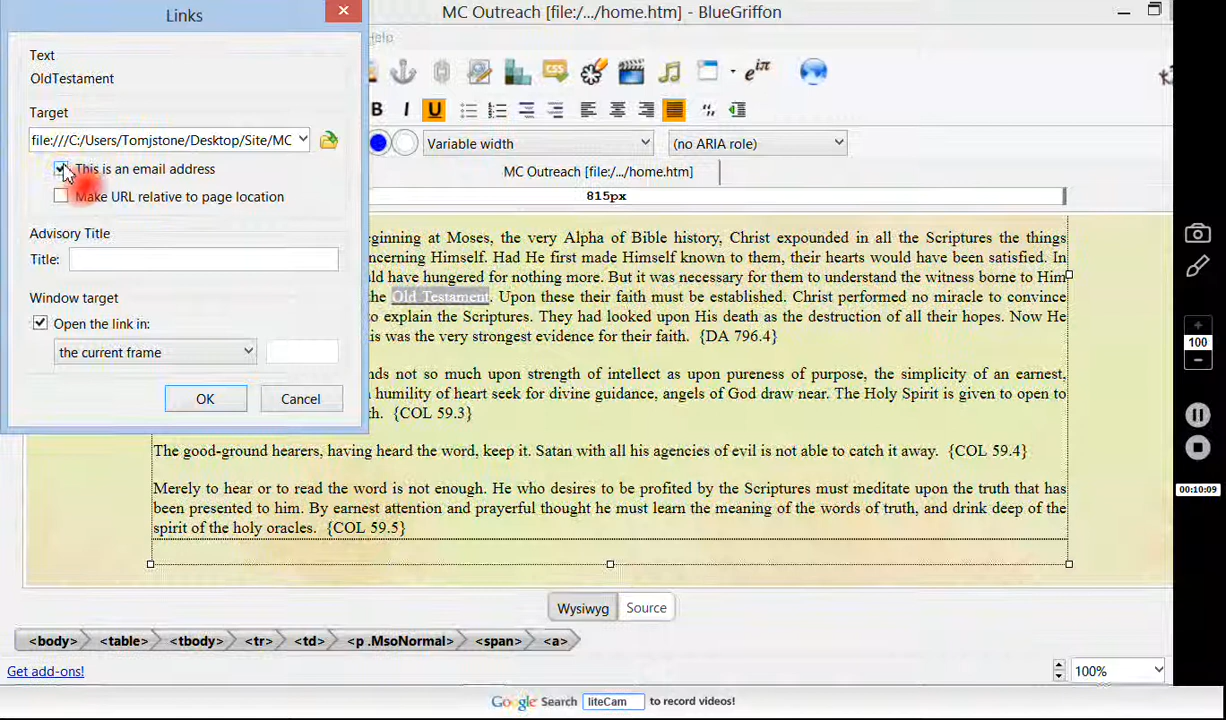 Links
MC Outreach [file:/.../home.htm] - BlueGriffon
Text
OldTestament
Target
file:///C:/Users/Tomjstone/Desktop/Site/MC
This is an email address
Make URL relative to page location
Advisory Title
Title:
Window target
Open the link in:
the current frame
OK
Cancel
Help
B I U
Variable width
(no ARIA role)
MC Outreach [file:/.../home.htm]
815px
ginning at Moses, the very Alpha of Bible history, Christ expounded in all the Scriptures the things
ncerning Himself. Had He first made Himself known to them, their hearts would have been satisfied. In
ld have hungered for nothing more. But it was necessary for them to understand the witness borne to Him
the Old Testament. Upon these their faith must be established. Christ performed no miracle to convince
o explain the Scriptures. They had looked upon His death as the destruction of all their hopes. Now He
is was the very strongest evidence for their faith. {DA 796.4}
nds not so much upon strength of intellect as upon pureness of purpose, the simplicity of an earnest,
humility of heart seek for divine guidance, angels of God draw near. The Holy Spirit is given to open to
th. {COL 59.3}
The good-ground hearers, having heard the word, keep it. Satan with all his agencies of evil is not able to catch it away. {COL 59.4}
Merely to hear or to read the word is not enough. He who desires to be profited by the Scriptures must meditate upon the truth that has
been presented to him. By earnest attention and prayerful thought he must learn the meaning of the words of truth, and drink deep of the
spirit of the holy oracles. {COL 59.5}
Wysiwyg Source
<body> <table> <tbody> <tr> <td> <p .MsoNormal> <span> <a>
Get add-ons!
100%
100
00:10:09
Google Search liteCam to record videos!